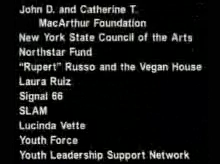 John D. and Catherine T.
MacArthur Foundation
New York State Council of the Arts
Northstar Fund
"Rupert" Russo and the Vegan House
Laura Ruiz
Signal 66
SLAM
Lucinda Vette
Youth Force
Youth Leadership Support Network